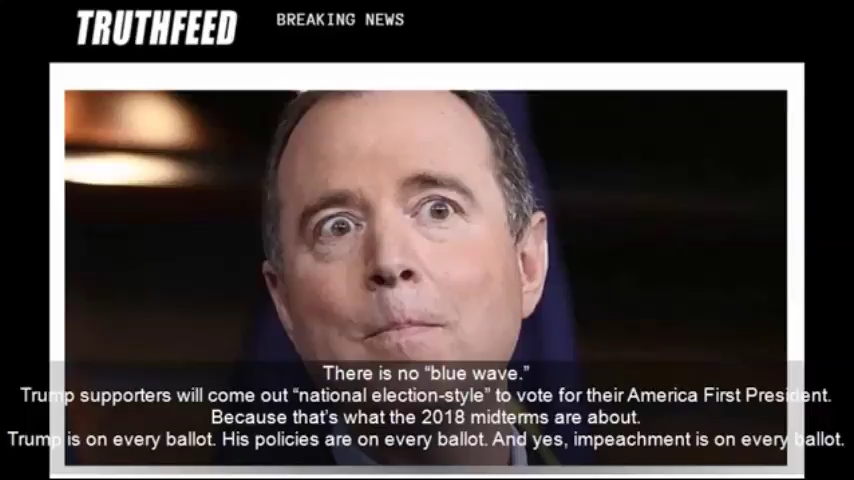 TRUTHFEED
BREAKING NEWS
There is no “blue wave.”
Trump supporters will come out “national election-style” to vote for their America First President.
Because that’s what the 2018 midterms are about.
Trump is on every ballot. His policies are on every ballot. And yes, impeachment is on every ballot.